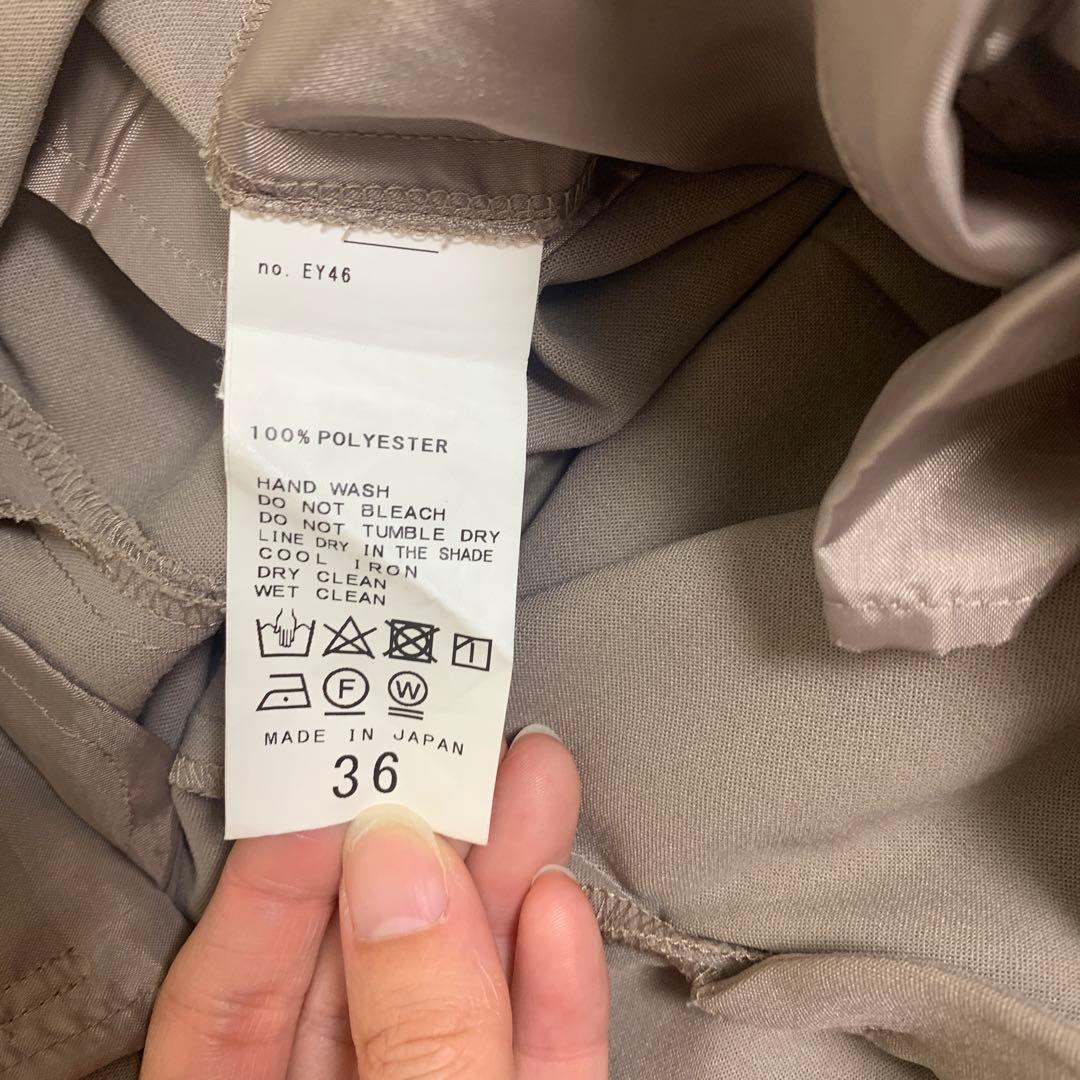 no. EY46
100% POLYESTER
HAND WASH
DO NOT BLEACH
DO NOT TUMBLE DRY
LINE DRY IN THE SHADE
COOL IRON
DRY CLEAN
WET CLEAN
F W
MADE IN JAPAN
36